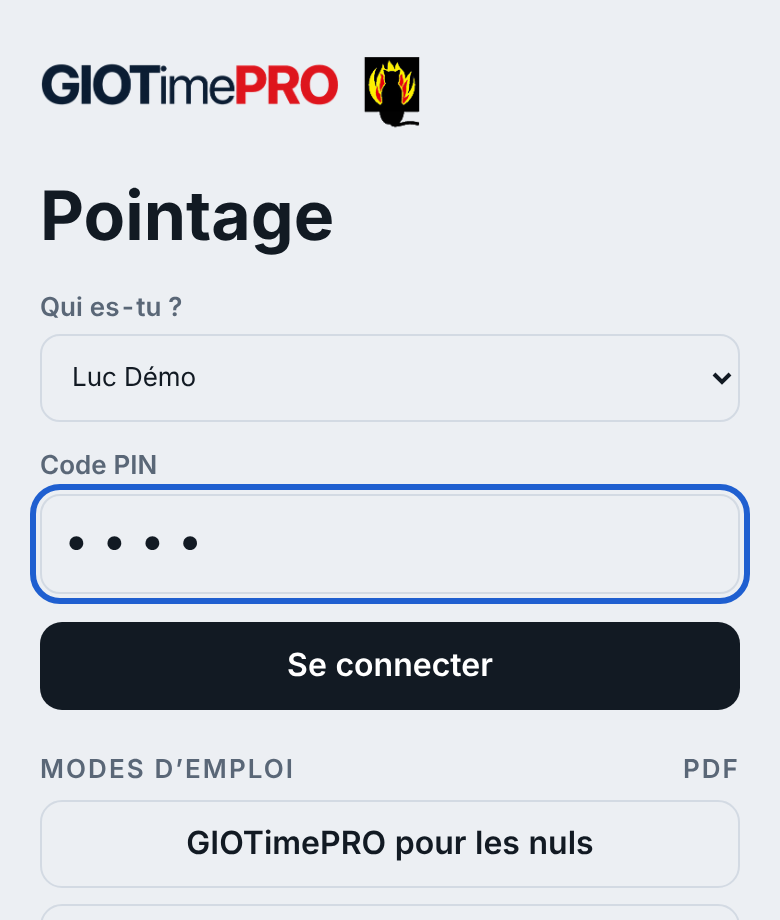 GIOTimePRO
Pointage
Qui es-tu ?
Luc Démo
Code PIN
Se connecter
MODES D’EMPLOI PDF
GIOTimePRO pour les nuls